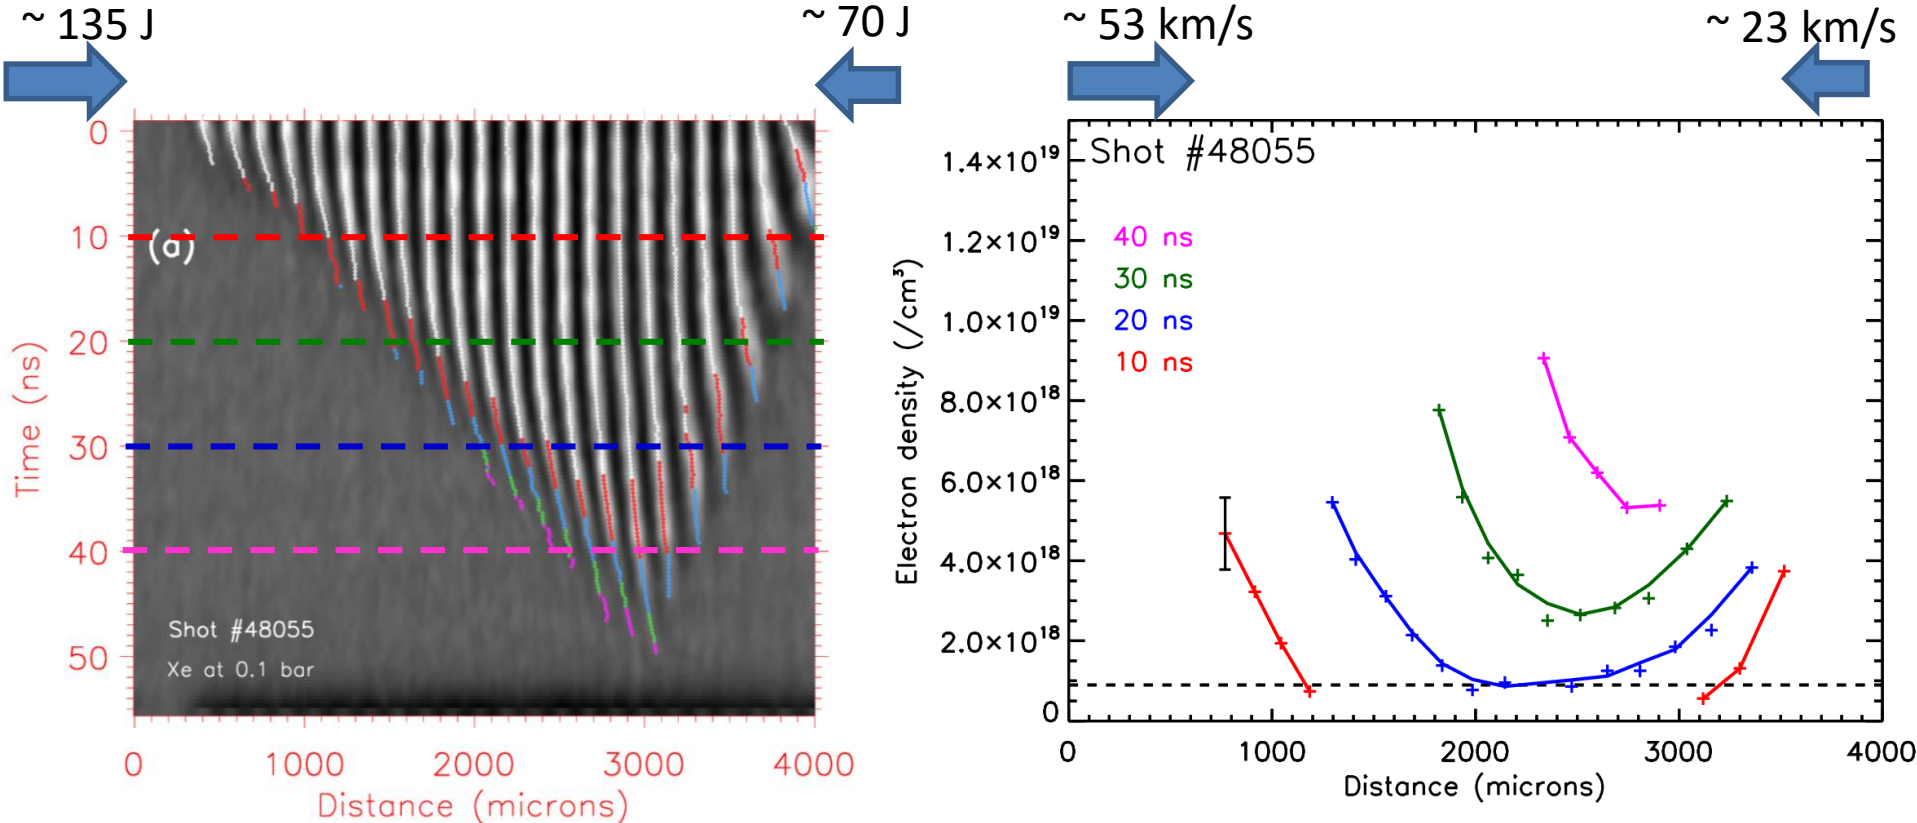 ~ 135 J
~ 70 J
~ 53 km/s
~ 23 km/s
0
10
20
30
40
50
Time (ns)
(a)
Shot #48055
Xe at 0.1 bar
0
1000
2000
3000
4000
Distance (microns)
Shot #48055
40 ns
30 ns
20 ns
10 ns
1.4×10¹⁹
1.2×10¹⁹
1.0×10¹⁹
8.0×10¹⁸
6.0×10¹⁸
4.0×10¹⁸
2.0×10¹⁸
0
Electron density (/cm³)
0
1000
2000
3000
4000
Distance (microns)